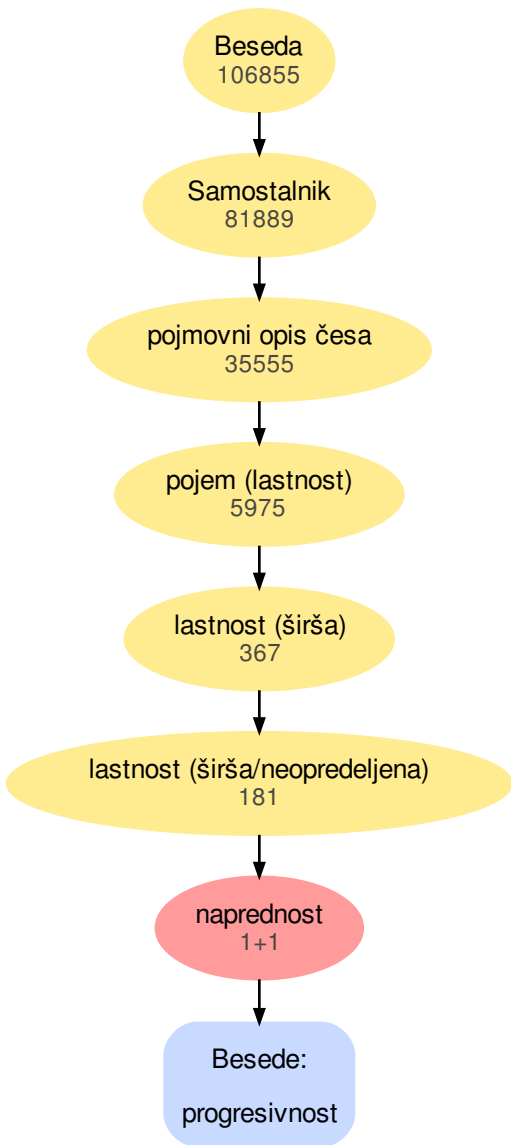 Beseda
106855
Samostalnik
81889
pojmovni opis česa
35555
pojem (lastnost)
5975
lastnost (širša)
367
lastnost (širša/neopredeljena)
181
naprednost
1+1
Besede:
progresivnost